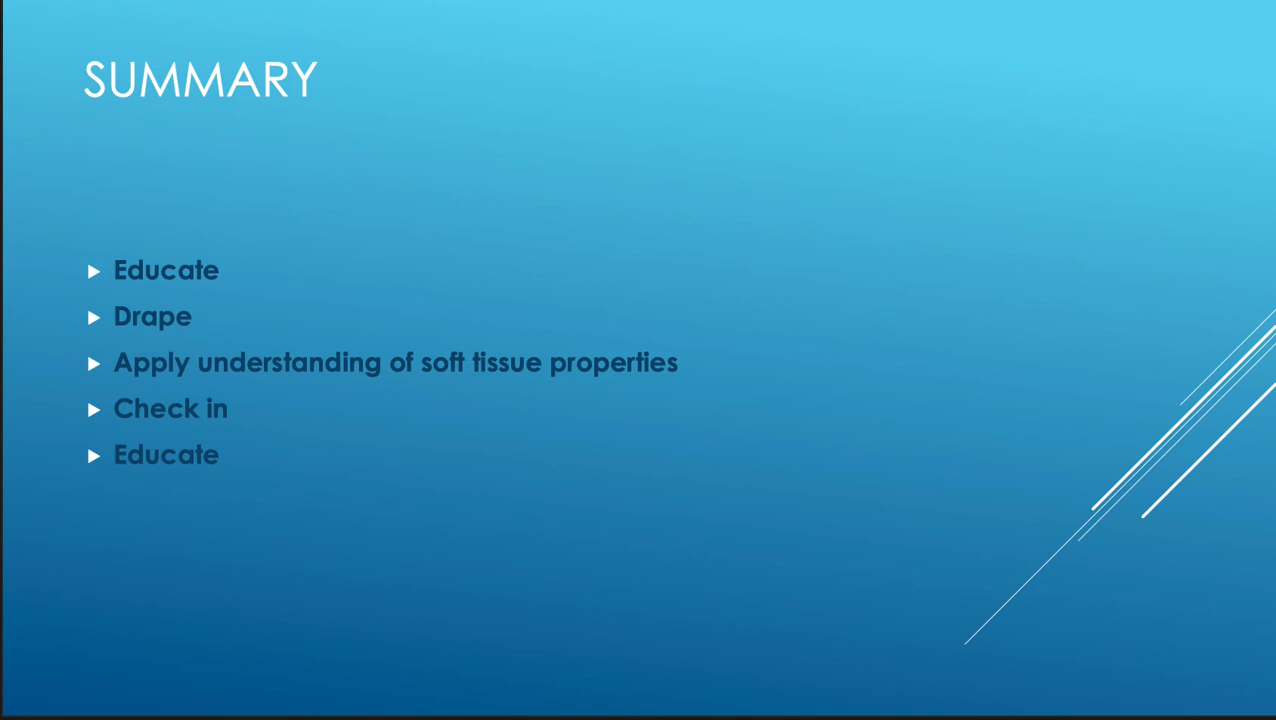 SUMMARY
Educate
Drape
Apply understanding of soft tissue properties
Check in
Educate